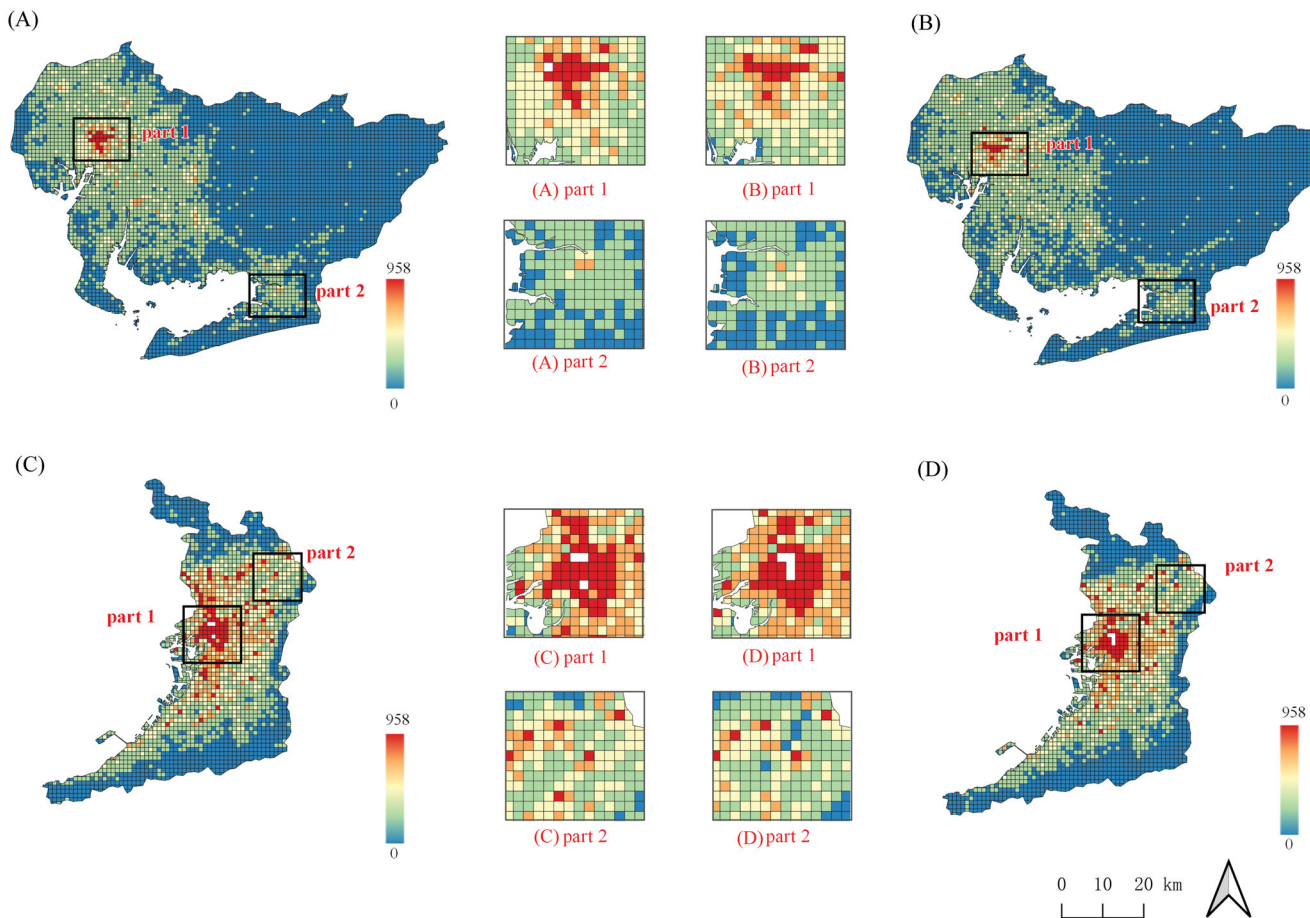 (A)
(B)
part 1
part 2
958
0
(A) part 1
(B) part 1
(A) part 2
(B) part 2
part 1
part 2
958
0
(C)
(D)
part 2
part 1
958
0
(C) part 1
(D) part 1
(C) part 2
(D) part 2
part 2
part 1
958
0
0 10 20 km